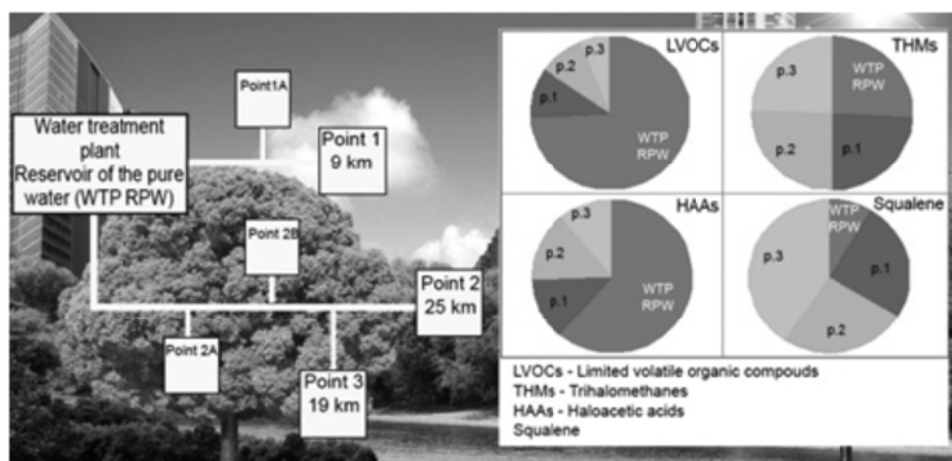 Point1A
Water treatment
plant
Reservoir of the pure
water (WTP RPW)
Point 1
9 km
Point 2B
Point 2
25 km
Point 2A
Point 3
19 km
LVOCs
p.3
p.2
p.1
WTP
RPW
THMs
p.3
WTP
RPW
p.2
p.1
HAAs
p.3
p.2
p.1
WTP
RPW
Squalene
WTP
RPW
p.3
p.1
p.2
LVOCs - Limited volatile organic compouds
THMs - Trihalomethanes
HAAs - Haloacetic acids
Squalene